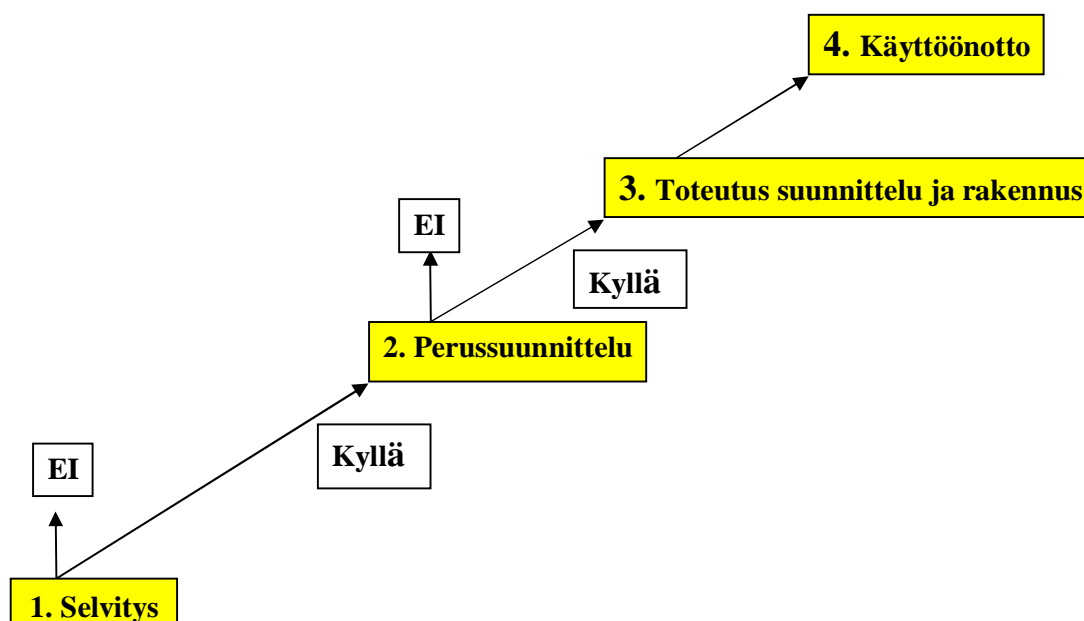 4. Käyttöönotto
3. Toteutus suunnittelu ja rakennus
EI
Kyllä
2. Perussuunnittelu
EI
Kyllä
1. Selvitys